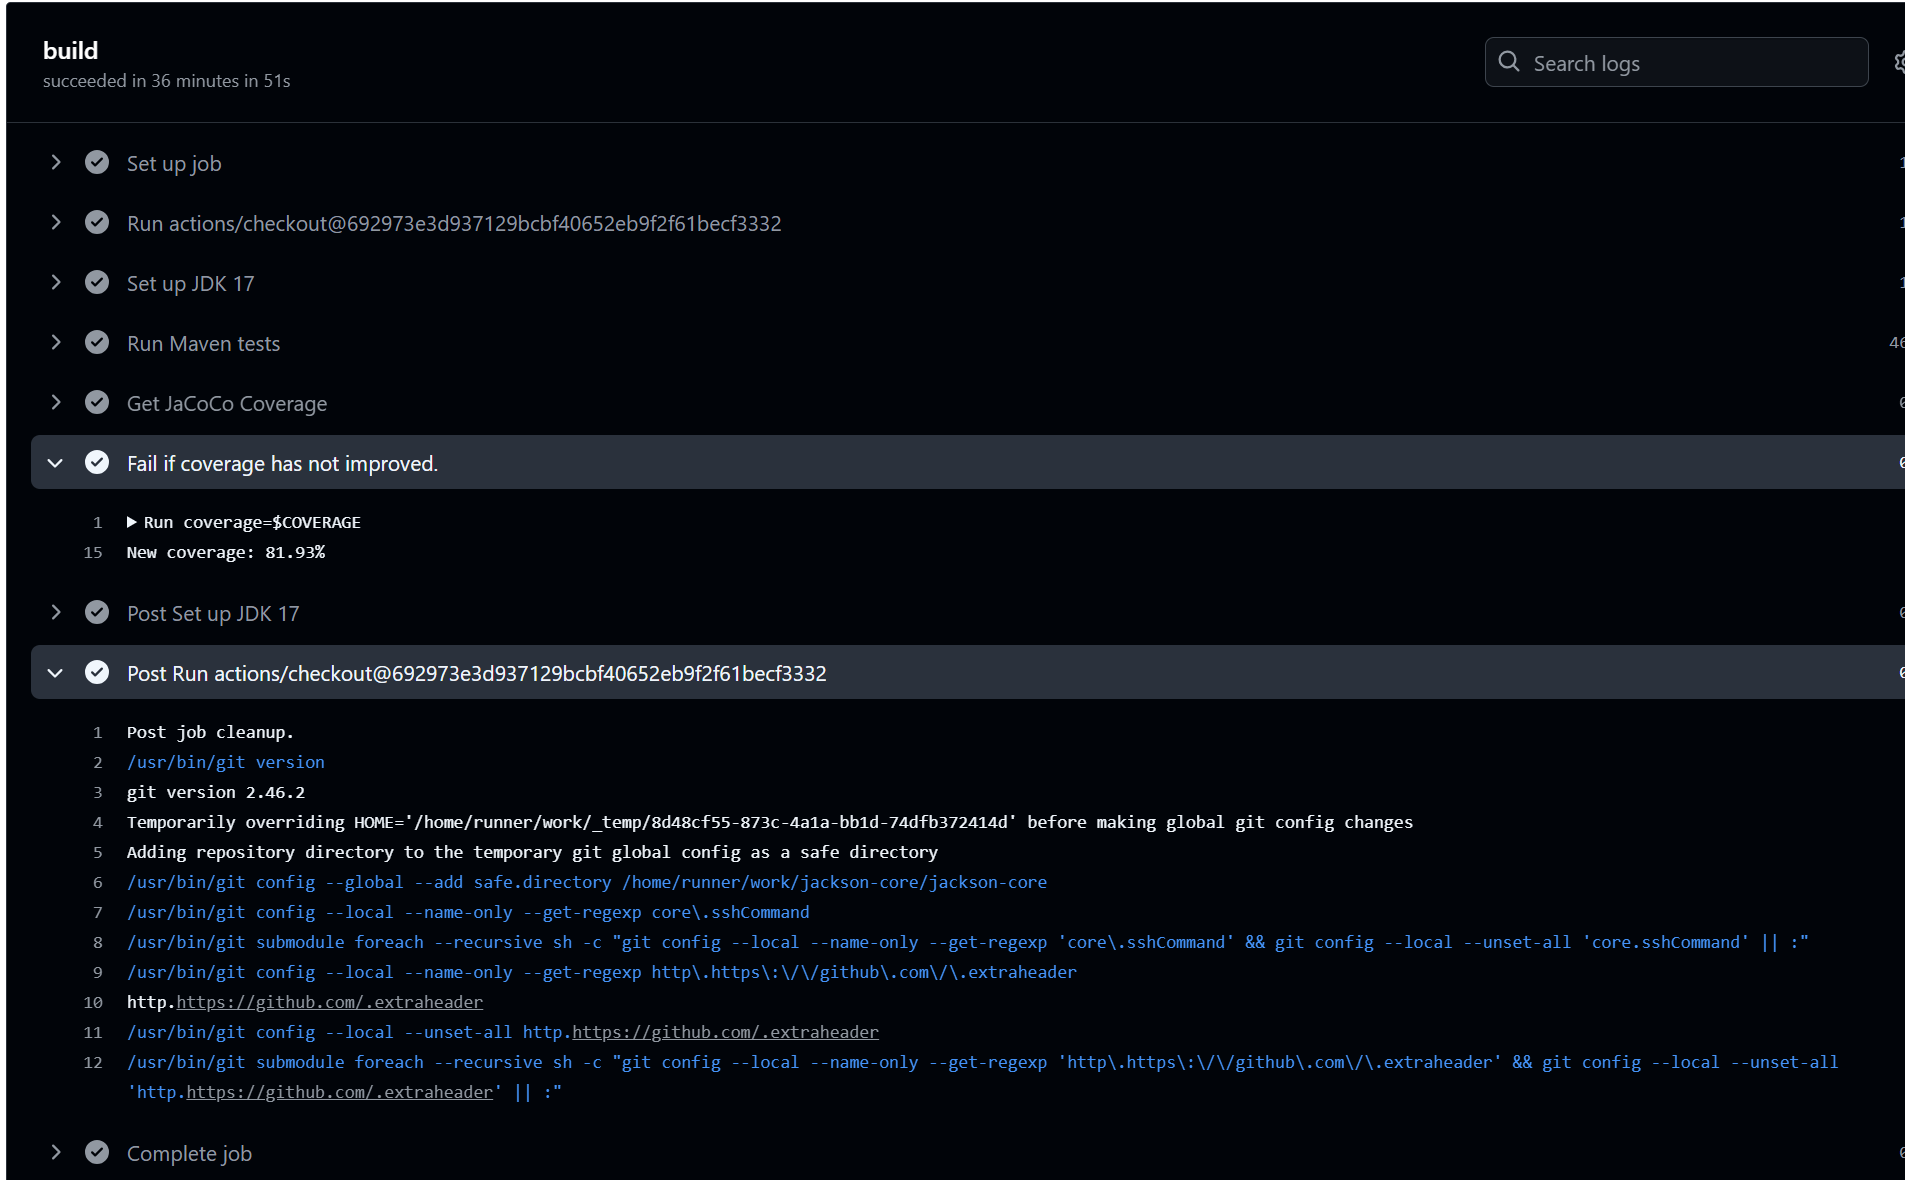 build
succeeded in 36 minutes in 51s
Search logs
Set up job
Run actions/checkout@692973e3d937129bcbf40652eb9f2f61becf3332
Set up JDK 17
Run Maven tests
Get JaCoCo Coverage
Fail if coverage has not improved.
1 Run coverage=$COVERAGE
15 New coverage: 81.93%
Post Set up JDK 17
Post Run actions/checkout@692973e3d937129bcbf40652eb9f2f61becf3332
1 Post job cleanup.
2 /usr/bin/git version
3 git version 2.46.2
4 Temporarily overriding HOME='/home/runner/work/_temp/8d48cf55-873c-4a1a-bb1d-74dfb372414d' before making global git config changes
5 Adding repository directory to the temporary git global config as a safe directory
6 /usr/bin/git config --global --add safe.directory /home/runner/work/jackson-core/jackson-core
7 /usr/bin/git config --local --name-only --get-regexp core\.sshCommand
8 /usr/bin/git submodule foreach --recursive sh -c "git config --local --name-only --get-regexp 'core\.sshCommand' && git config --local --unset-all 'core.sshCommand' || :"
9 /usr/bin/git config --local --name-only --get-regexp http\.https\:\/\/github\.com\/\.extraheader
10 http.https://github.com/.extraheader
11 /usr/bin/git config --local --unset-all http.https://github.com/.extraheader
12 /usr/bin/git submodule foreach --recursive sh -c "git config --local --name-only --get-regexp 'http\.https\:\/\/github\.com\/\.extraheader' && git config --local --unset-all
'http.https://github.com/.extraheader' || :"
Complete job